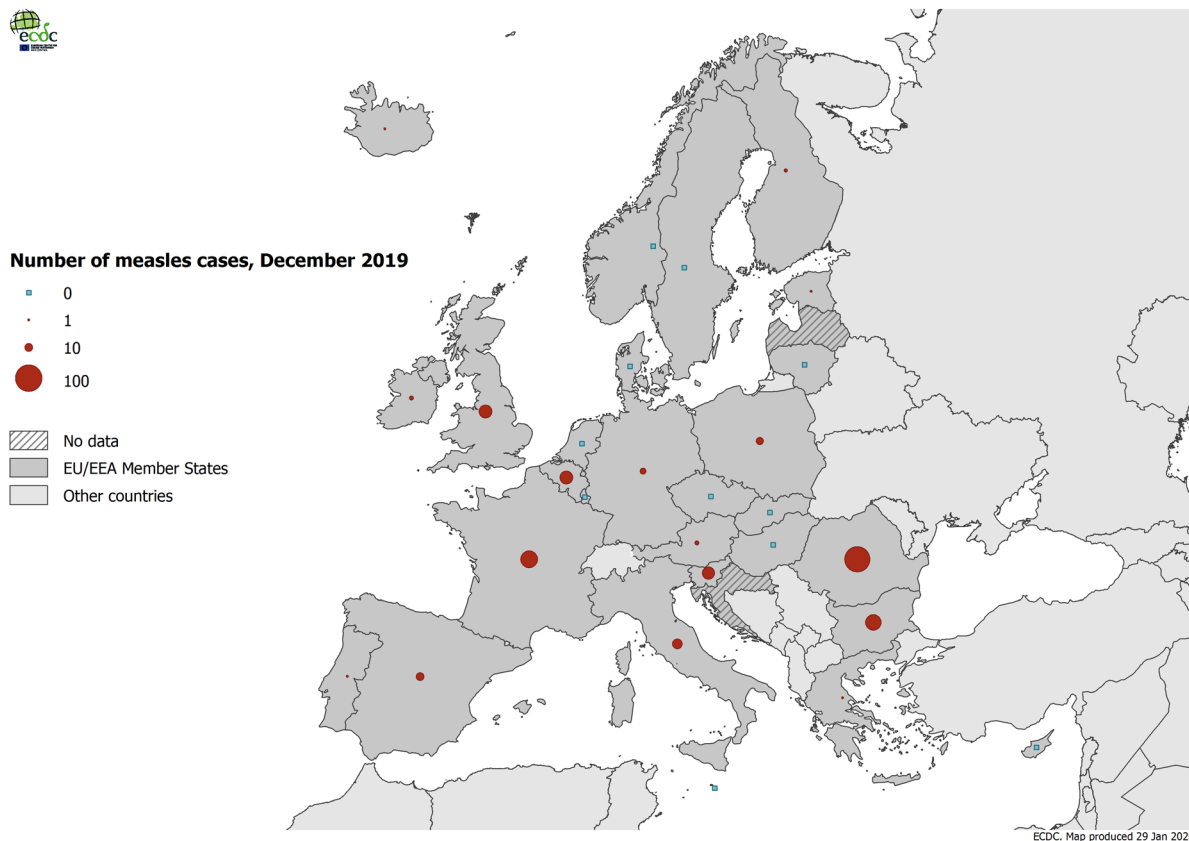 ecdc
Number of measles cases, December 2019
0
1
10
100
No data
EU/EEA Member States
Other countries
ECDC. Map produced 29 Jan 202